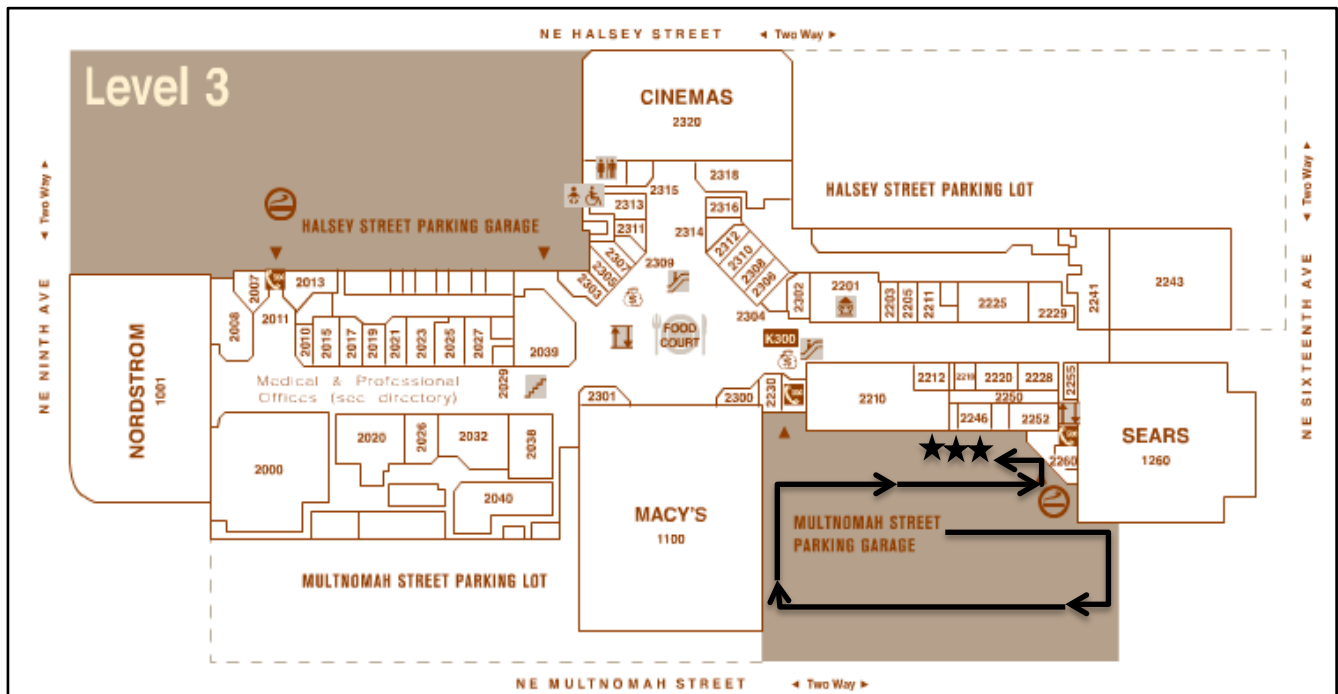 NE HALSEY STREET ◄ Two Way ►
Level 3
CINEMAS
2320
◄ Two Way ►
◄ Two Way ►
HALSEY STREET PARKING GARAGE
HALSEY STREET PARKING LOT
2315
2318
2313
2316
2311
2314
2312
2310
2308
2306
2307
2305
2303
2309
2304
2302
2201
2203
2205
2211
2225
2229
2241
2243
NE NINTH AVE
NE SIXTEENTH AVE
NORDSTROM
1001
2007
2008
2011
2013
2010
2015
2017
2019
2021
2023
2025
2027
2039
2029
FOOD
COURT
K300
Medical & Professional
Offices (see directory)
2301
2300
2230
2210
2212
2220
2228
2255
2250
2246
2252
2260
SEARS
1260
2000
2020
2026
2032
2038
2040
MACY'S
1100
MULTNOMAH STREET
PARKING GARAGE
MULTNOMAH STREET PARKING LOT
NE MULTNOMAH STREET ◄ Two Way ►